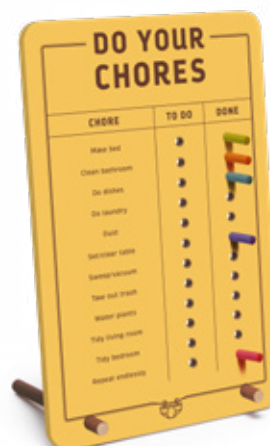 DO YOUR
CHORES
CHORE TO DO DONE
Make bed
Clean bathroom
Do dishes
Do laundry
Dust
Set/clear table
Sweep/vacuum
Take out trash
Water plants
Tidy living room
Tidy bedroom
Repeat endlessly